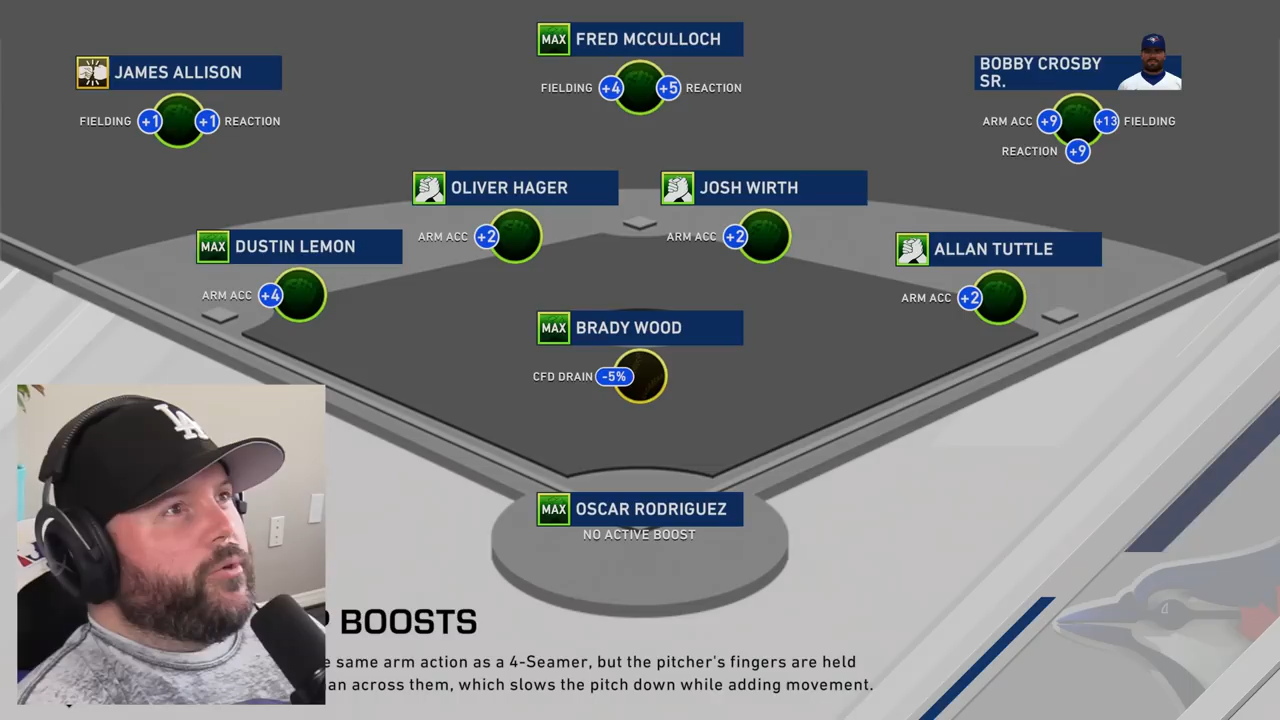 MAX FRED MCCULLOCH
FIELDING +4 +5 REACTION
JAMES ALLISON
FIELDING +1 +1 REACTION
BOBBY CROSBY
SR.
ARM ACC +9 +13 FIELDING
REACTION +9
OLIVER HAGER
ARM ACC +2
JOSH WIRTH
ARM ACC +2
MAX DUSTIN LEMON
ARM ACC +4
ALLAN TUTTLE
ARM ACC +2
MAX BRADY WOOD
CFD DRAIN -5%
MAX OSCAR RODRIGUEZ
NO ACTIVE BOOST
LA
BOOSTS
same arm action as a 4-Seamer, but the pitcher's fingers are held
across them, which slows the pitch down while adding movement.